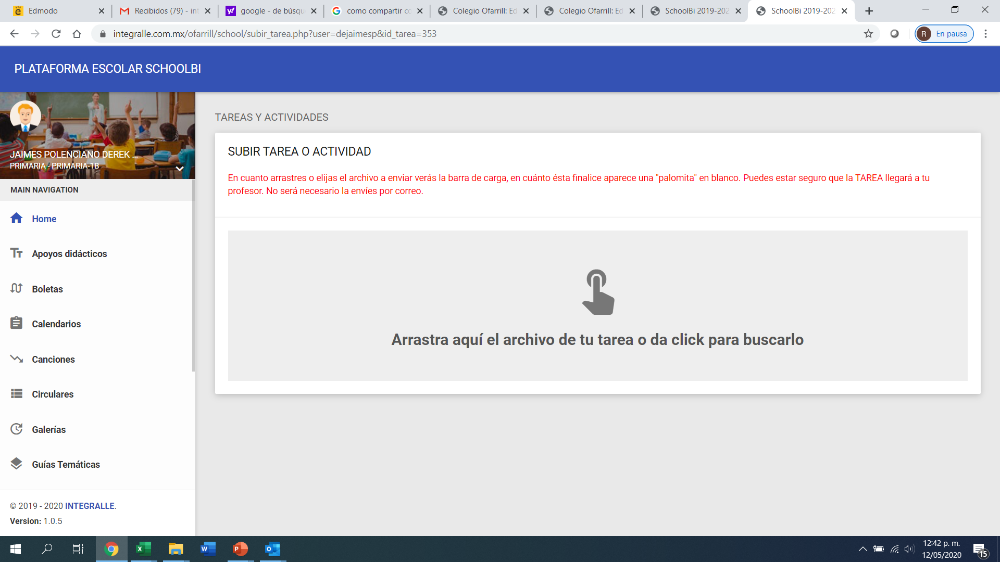 Edmodo
Recibidos (79) - in
google - de búsqu
como compartir co
Colegio Ofarrill: Ed
Colegio Ofarrill: Ed
SchoolBi 2019-202
SchoolBi 2019-202
integralle.com.mx/ofarrill/school/subir_tarea.php?user=dejaimesp&id_tarea=353
R
En pausa
PLATAFORMA ESCOLAR SCHOOLBI
JAIMES POLENCIANO DEREK ...
PRIMARIA - PRIMARIA-1B
MAIN NAVIGATION
Home
Apoyos didácticos
Boletas
Calendarios
Canciones
Circulares
Galerías
Guías Temáticas
© 2019 - 2020 INTEGRALLE.
Version: 1.0.5
TAREAS Y ACTIVIDADES
SUBIR TAREA O ACTIVIDAD
En cuanto arrastres o elijas el archivo a enviar verás la barra de carga, en cuánto ésta finalice aparece una "palomita" en blanco. Puedes estar seguro que la TAREA llegará a tu
profesor. No será necesario la envíes por correo.
Arrastra aquí el archivo de tu tarea o da click para buscarlo
12:42 p. m.
12/05/2020
15